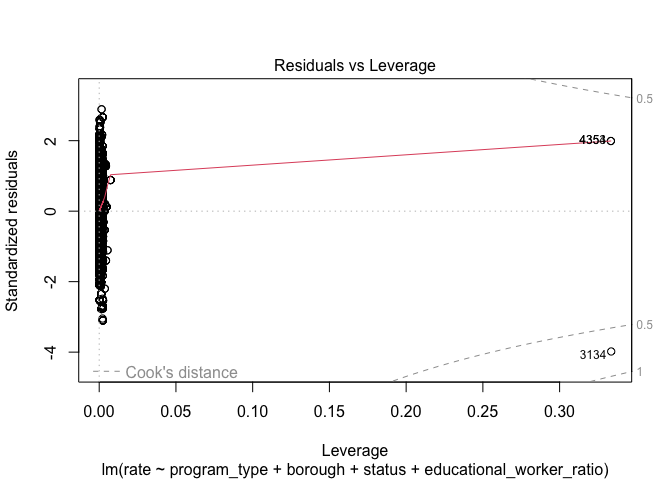 Residuals vs Leverage
Standardized residuals
2
0
-2
-4
0.5
0.5
1
3134
Cook's distance
0.00 0.05 0.10 0.15 0.20 0.25 0.30
Leverage
lm(rate ~ program_type + borough + status + educational_worker_ratio)